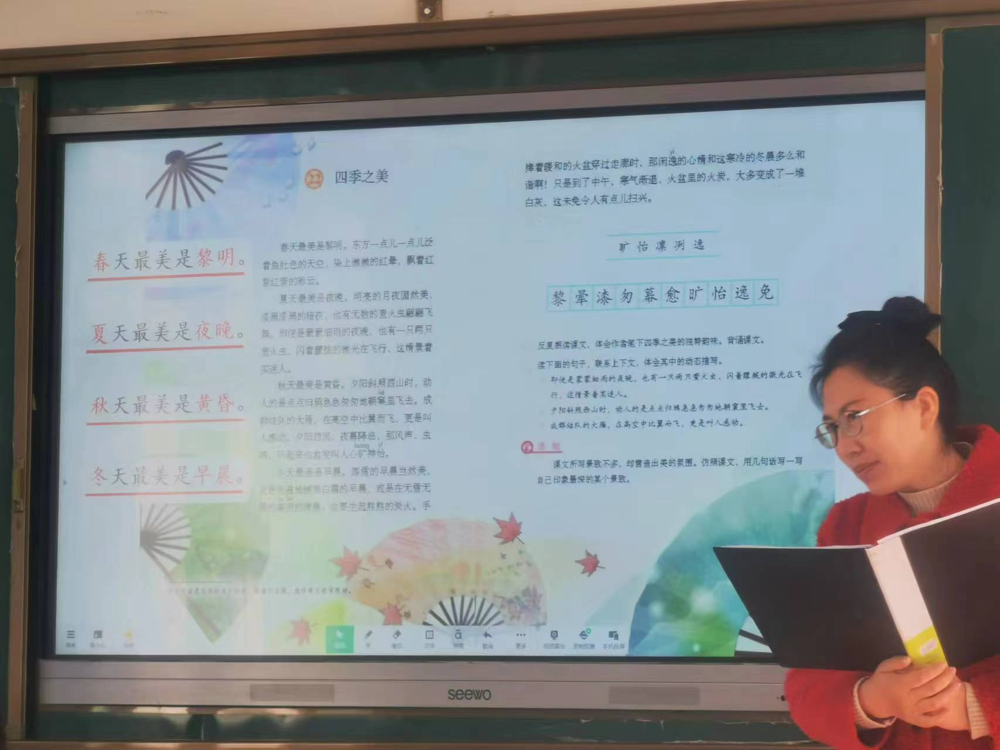 22 四季之美
春天最美是黎明。
夏天最美是夜晚。
秋天最美是黄昏。
冬天最美是早晨。
春天最美是黎明。东方一点儿一点儿泛
着鱼肚色的天空，染上微微的红晕，飘着红
紫红紫的彩云。
夏天最美是夜晚。明亮的月夜固然美，
漆黑漆黑的暗夜，也有无数的萤火虫翩翩飞
舞。即使是蒙蒙细雨的夜晚，也有一只两只
萤火虫，闪着朦胧的微光在飞行，这情景着
实迷人。
秋天最美是黄昏。夕阳斜照西山时，动
人的是点点归鸦急急匆匆地朝窠里飞去。成
群结队的大雁，在高空中比翼而飞，更是叫
人感动。夕阳西沉，夜幕降临，那风声、虫
鸣，听起来也愈发叫人心旷神怡。
冬天最美是早晨。落雪的早晨当然美，
就是在遍地铺满白霜的早晨，或是在无雪无
霜的凛冽的清晨，也要生起熊熊的炭火。手
捧着暖和的火盆穿过走廊时，那闲逸的心情和这寒冷的冬晨多么和
谐啊！只是到了中午，寒气渐退，火盆里的火炭，大多变成了一堆
白灰，这未免令人有点儿扫兴。
旷 怡 凛 冽 逸
黎 晕 漆 匆 幕 愈 旷 怡 逸 免
反复朗读课文，体会作者笔下四季之美的独特韵味。背诵课文。
读下面的句子，联系上下文，体会其中的动态描写。
即使是蒙蒙细雨的夜晚，也有一只两只萤火虫，闪着朦胧的微光在飞
行，这情景着实迷人。
夕阳斜照西山时，动人的是点点归鸦急急匆匆地朝窠里飞去。
成群结队的大雁，在高空中比翼而飞，更是叫人感动。
课文所写景致不多，却营造出美的氛围。仿照课文，用几句话写一写
自己印象最深的某个景致。
seewo